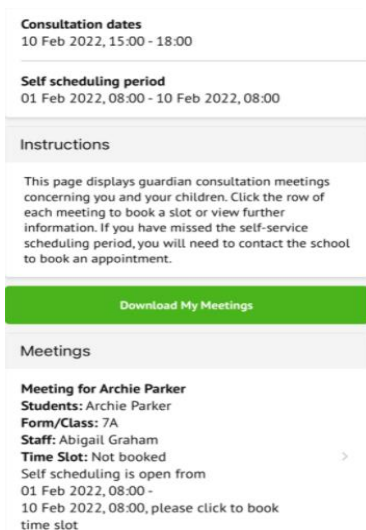 Consultation dates
10 Feb 2022, 15:00 - 18:00
Self scheduling period
01 Feb 2022, 08:00 - 10 Feb 2022, 08:00
Instructions
This page displays guardian consultation meetings
concerning you and your children. Click the row of
each meeting to book a slot or view further
information. If you have missed the self-service
scheduling period, you will need to contact the school
to book an appointment.
Download My Meetings
Meetings
Meeting for Archie Parker
Students: Archie Parker
Form/Class: 7A
Staff: Abigail Graham
Time Slot: Not booked
Self scheduling is open from
01 Feb 2022, 08:00 -
10 Feb 2022, 08:00, please click to book
time slot